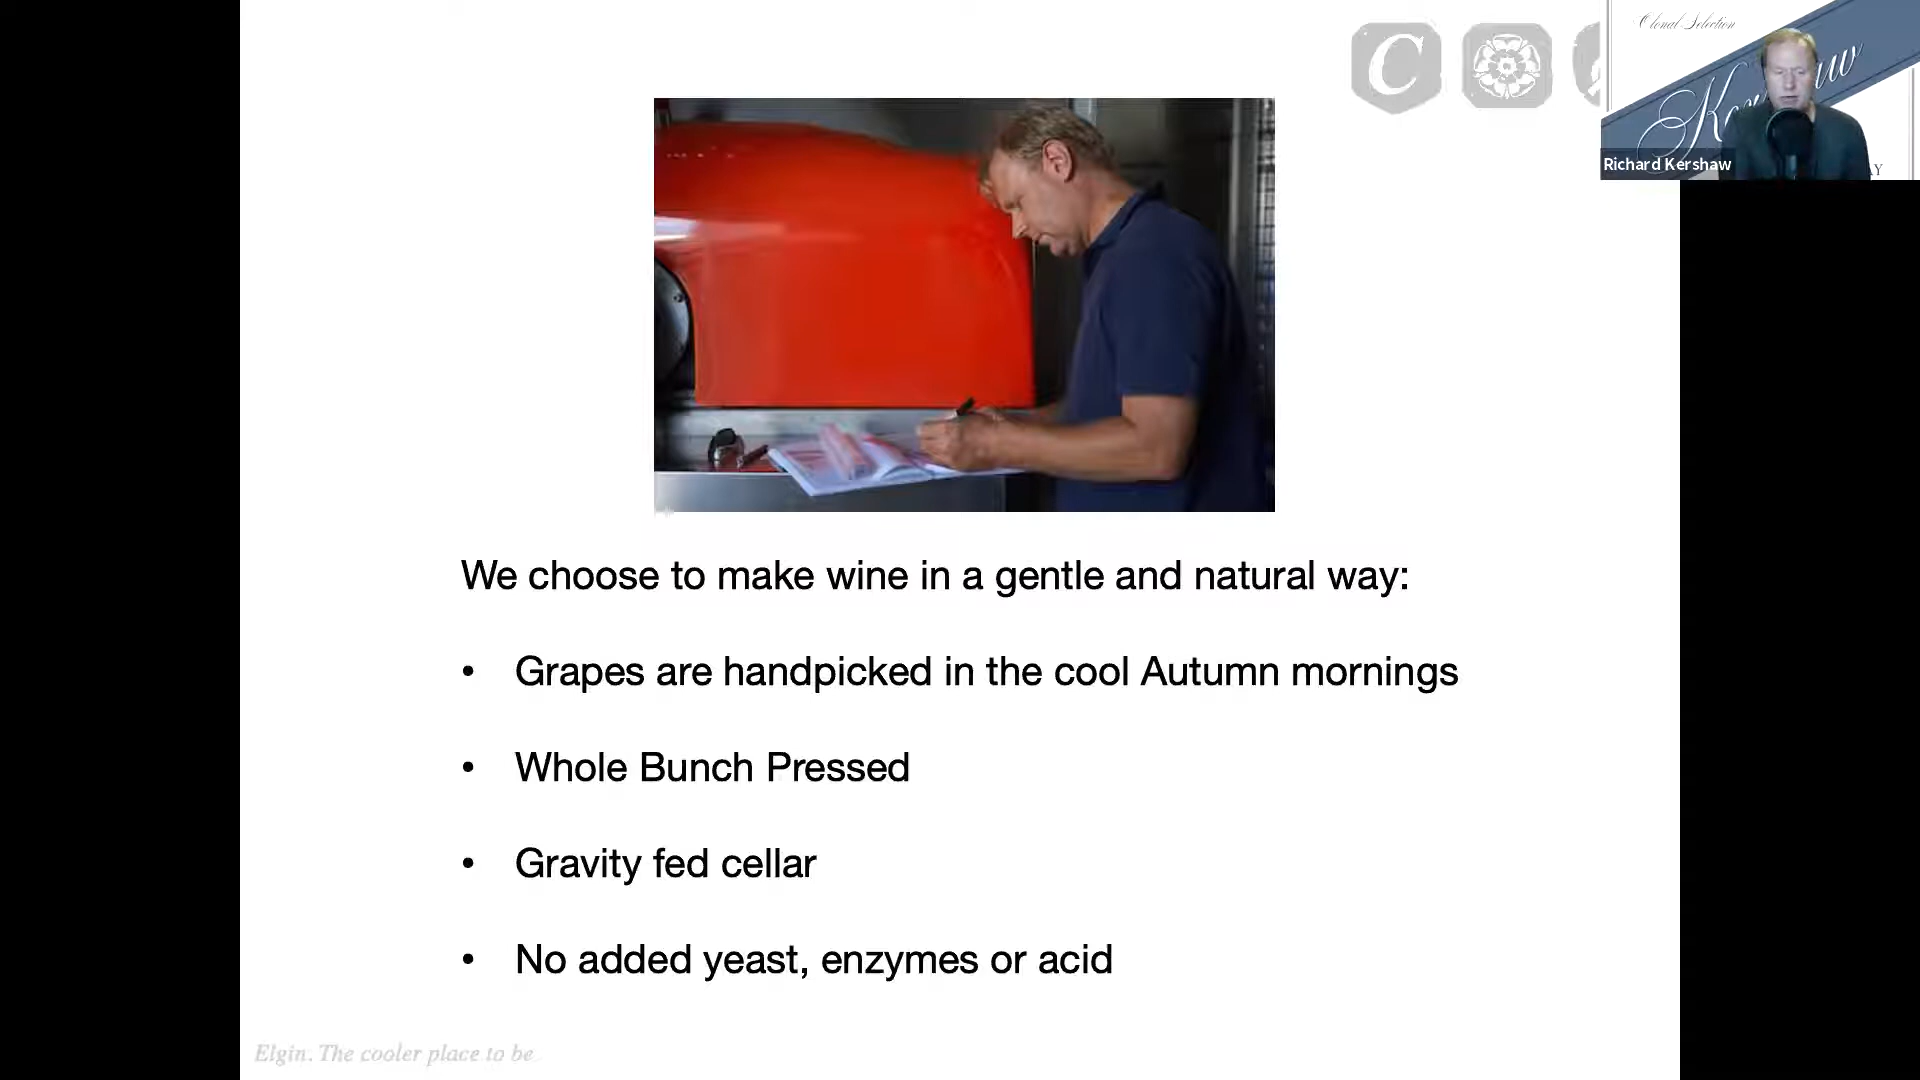 C
Clonal Selection
Richard Kershaw
We choose to make wine in a gentle and natural way:
• Grapes are handpicked in the cool Autumn mornings
• Whole Bunch Pressed
• Gravity fed cellar
• No added yeast, enzymes or acid
Elgin. The cooler place to be